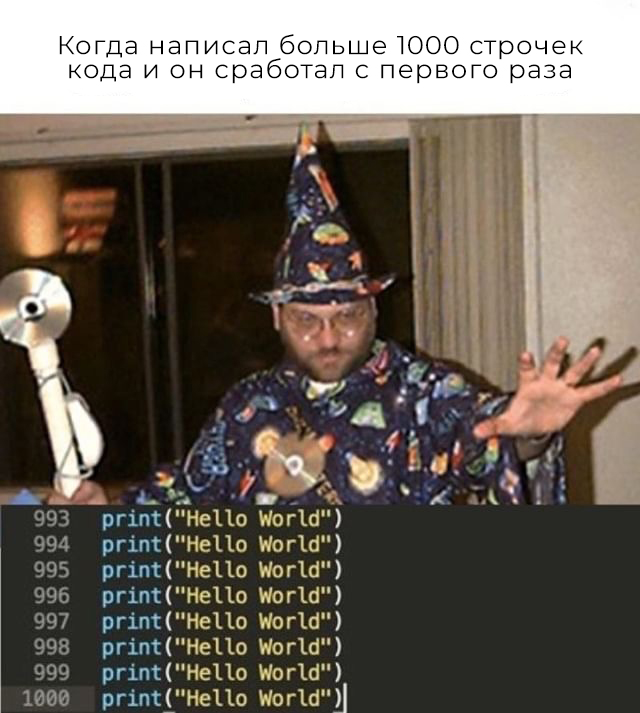 Когда написал больше 1000 строчек
кода и он сработал с первого раза
993 print("Hello World")
994 print("Hello World")
995 print("Hello World")
996 print("Hello World")
997 print("Hello World")
998 print("Hello World")
999 print("Hello World")
1000 print("Hello World")